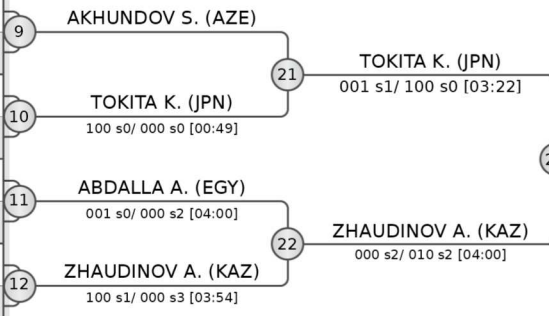 9
AKHUNDOV S. (AZE)
21
TOKITA K. (JPN)
001 s1/ 100 s0 [03:22]
10
TOKITA K. (JPN)
100 s0/ 000 s0 [00:49]
11
ABDALLA A. (EGY)
001 s0/ 000 s2 [04:00]
22
ZHAUDINOV A. (KAZ)
000 s2/ 010 s2 [04:00]
12
ZHAUDINOV A. (KAZ)
100 s1/ 000 s3 [03:54]